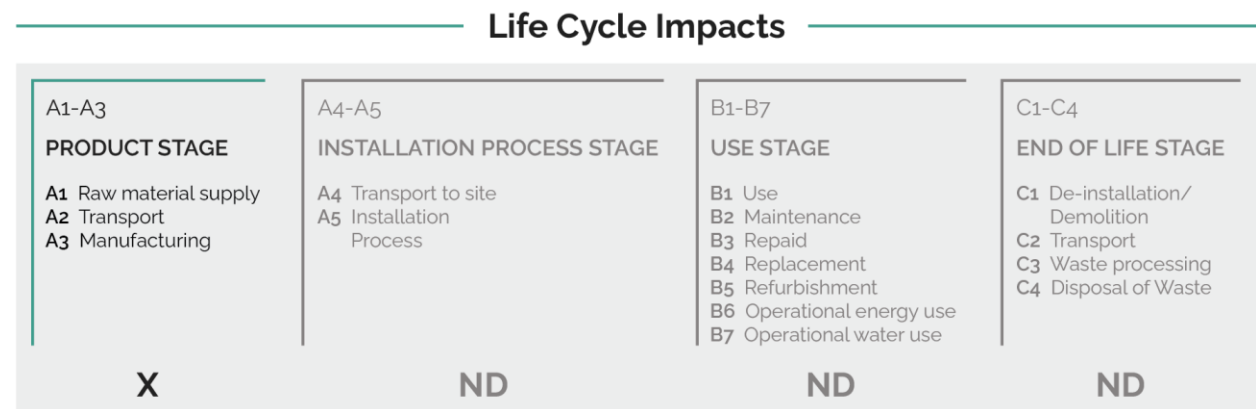 Life Cycle Impacts
A1-A3
PRODUCT STAGE
A1 Raw material supply
A2 Transport
A3 Manufacturing
X
A4-A5
INSTALLATION PROCESS STAGE
A4 Transport to site
A5 Installation
Process
ND
B1-B7
USE STAGE
B1 Use
B2 Maintenance
B3 Repaid
B4 Replacement
B5 Refurbishment
B6 Operational energy use
B7 Operational water use
ND
C1-C4
END OF LIFE STAGE
C1 De-installation/
Demolition
C2 Transport
C3 Waste processing
C4 Disposal of Waste
ND